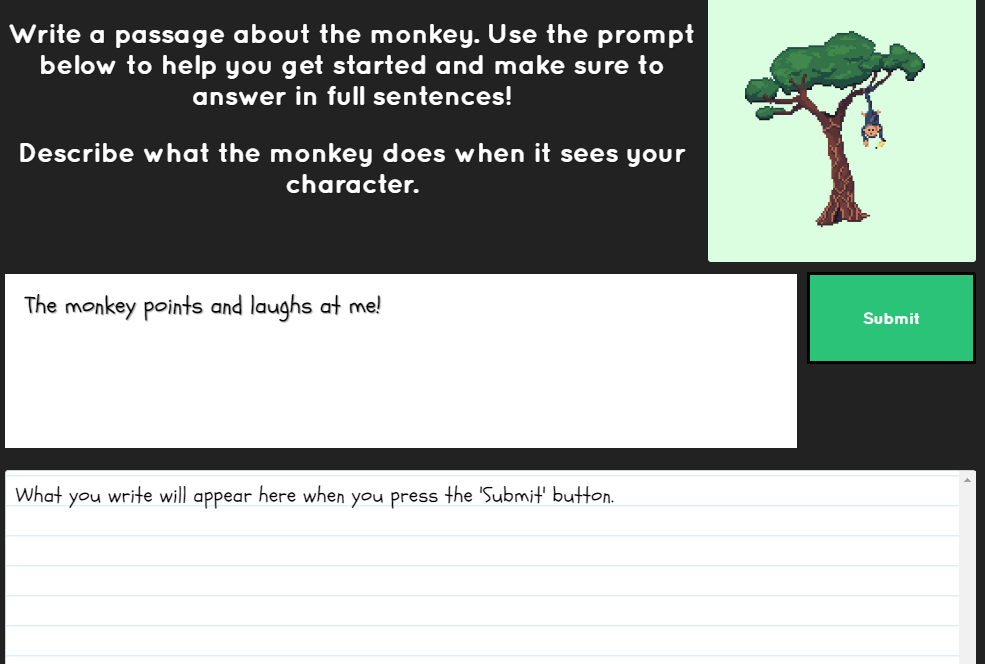 Write a passage about the monkey. Use the prompt
below to help you get started and make sure to
answer in full sentences!
Describe what the monkey does when it sees your
character.
The monkey points and laughs at me!
Submit
What you write will appear here when you press the 'Submit' button.